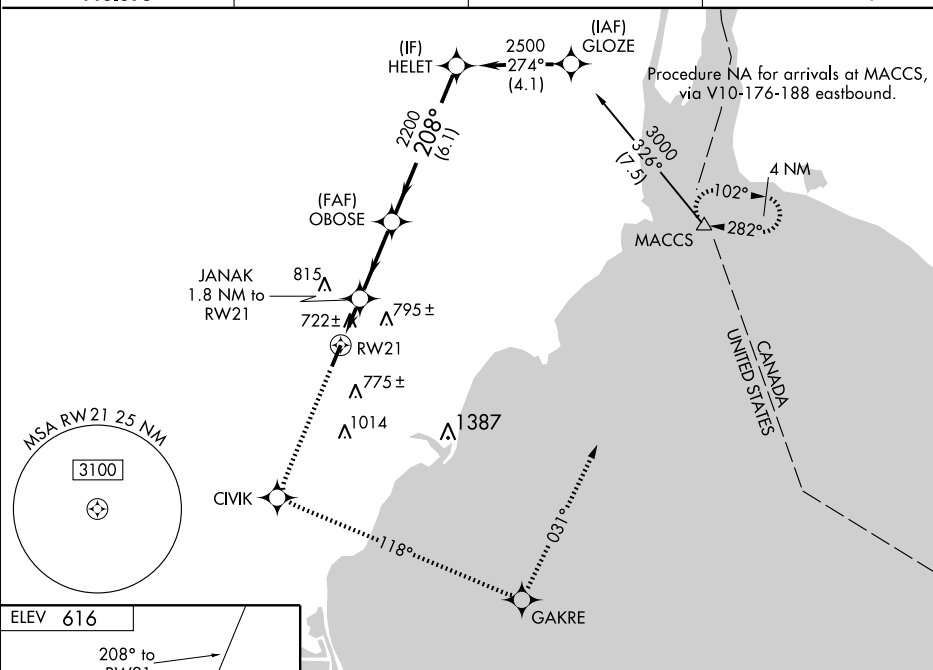 (IAF)
GLOZE
(IF)
HELET
2500
274°
(4.1)
Procedure NA for arrivals at MACCS,
via V10-176-188 eastbound.
2200
208°
(6.1)
3000
326°
(7.5)
4 NM
102°
282°
MACCS
(FAF)
OBOSE
JANAK
1.8 NM to
RW21
815
722±
795±
RW21
775±
1014
1387
CANADA
UNITED STATES
MSA RW21 25 NM
3100
CIVIK
118°
031°
GAKRE
ELEV 616
208° to
RW21